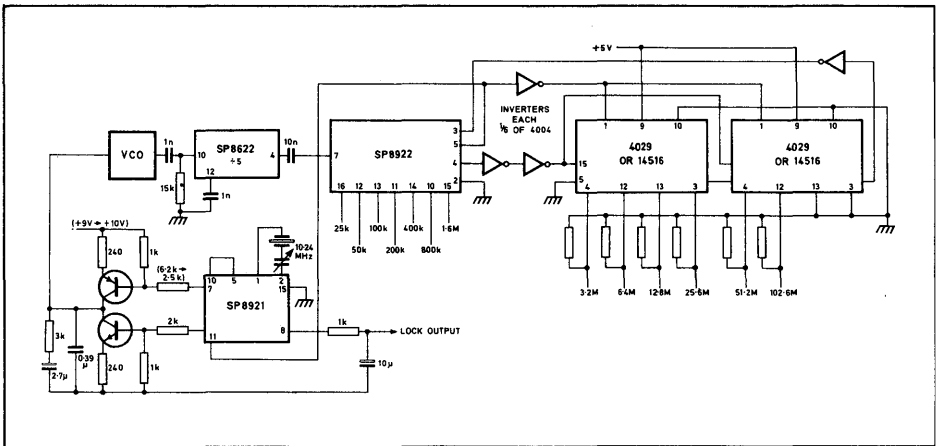 +5V
INVERTERS
EACH
1/6 OF 4004
1 9 10
1 9 10
VCO
1n
10
SP8622
÷5
4
10n
12
15k
1n
7
SP8922
3
5
4
2
16 12 13 11 14 10 15
25k
50k
100k
200k
400k
800k
1·6M
15
5
4029
OR 14516
4 12 13 3
4029
OR 14516
4 12 13 3
3·2M
6·4M
12·8M
25·6M
51·2M
102·6M
(+9V → +10V)
240
1k
(6·2k →
2·5k)
10 5 1 2
7
15
SP8921
11
8
10·24
MHz
2k
1k
LOCK OUTPUT
10μ
3k
0·39
μ
2·7μ
240
1k